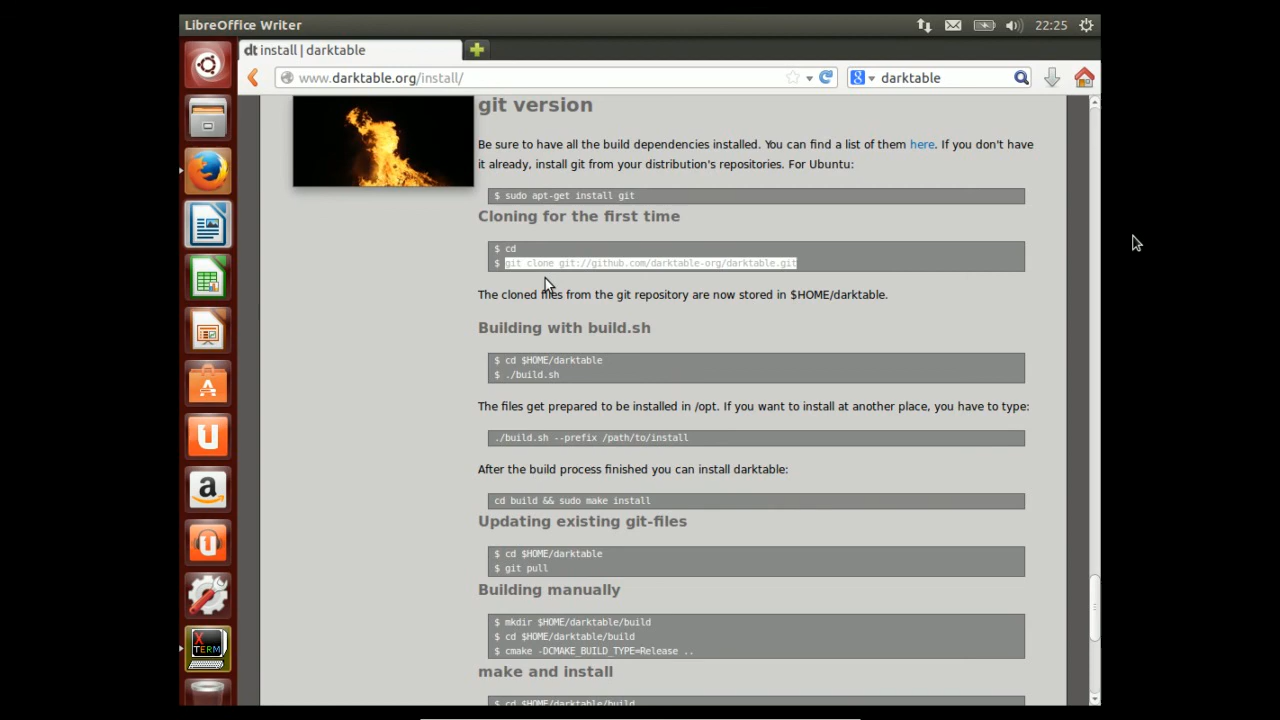 LibreOffice Writer
22:25
dt install | darktable
www.darktable.org/install/
darktable
git version
Be sure to have all the build dependencies installed. You can find a list of them here. If you don't have
it already, install git from your distribution's repositories. For Ubuntu:
$ sudo apt-get install git
Cloning for the first time
$ cd
$ git clone git://github.com/darktable-org/darktable.git
The cloned files from the git repository are now stored in $HOME/darktable.
Building with build.sh
$ cd $HOME/darktable
$ ./build.sh
The files get prepared to be installed in /opt. If you want to install at another place, you have to type:
./build.sh --prefix /path/to/install
After the build process finished you can install darktable:
cd build && sudo make install
Updating existing git-files
$ cd $HOME/darktable
$ git pull
Building manually
$ mkdir $HOME/darktable/build
$ cd $HOME/darktable/build
$ cmake -DCMAKE_BUILD_TYPE=Release ..
make and install
$ cd $HOME/darktable/build
X
TERM